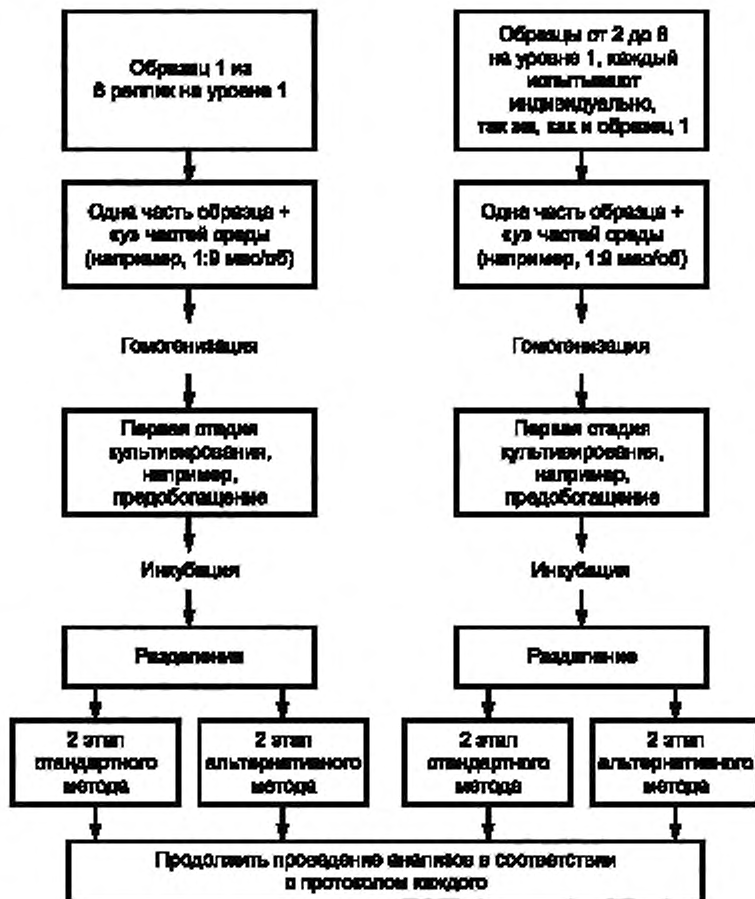 Образец 1 из
8 реплик на уровне 1
Одна часть образца +
куз частей среды
(например, 1:9 мас/об)
Гомогенизация
Первая стадия
культивирования,
например,
предобогащение
Инкубация
Разделение
2 этап
стандартного
метода
2 этап
альтернативного
метода
Образцы от 2 до 8
на уровне 1, каждый
испытывают
индивидуально,
так же, как и образец 1
Одна часть образца +
куз частей среды
(например, 1:9 мас/об)
Гомогенизация
Первая стадия
культивирования,
например,
предобогащение
Инкубация
Разделение
2 этап
стандартного
метода
2 этап
альтернативного
метода
Продолжить проведение анализов в соответствии
с протоколом каждого